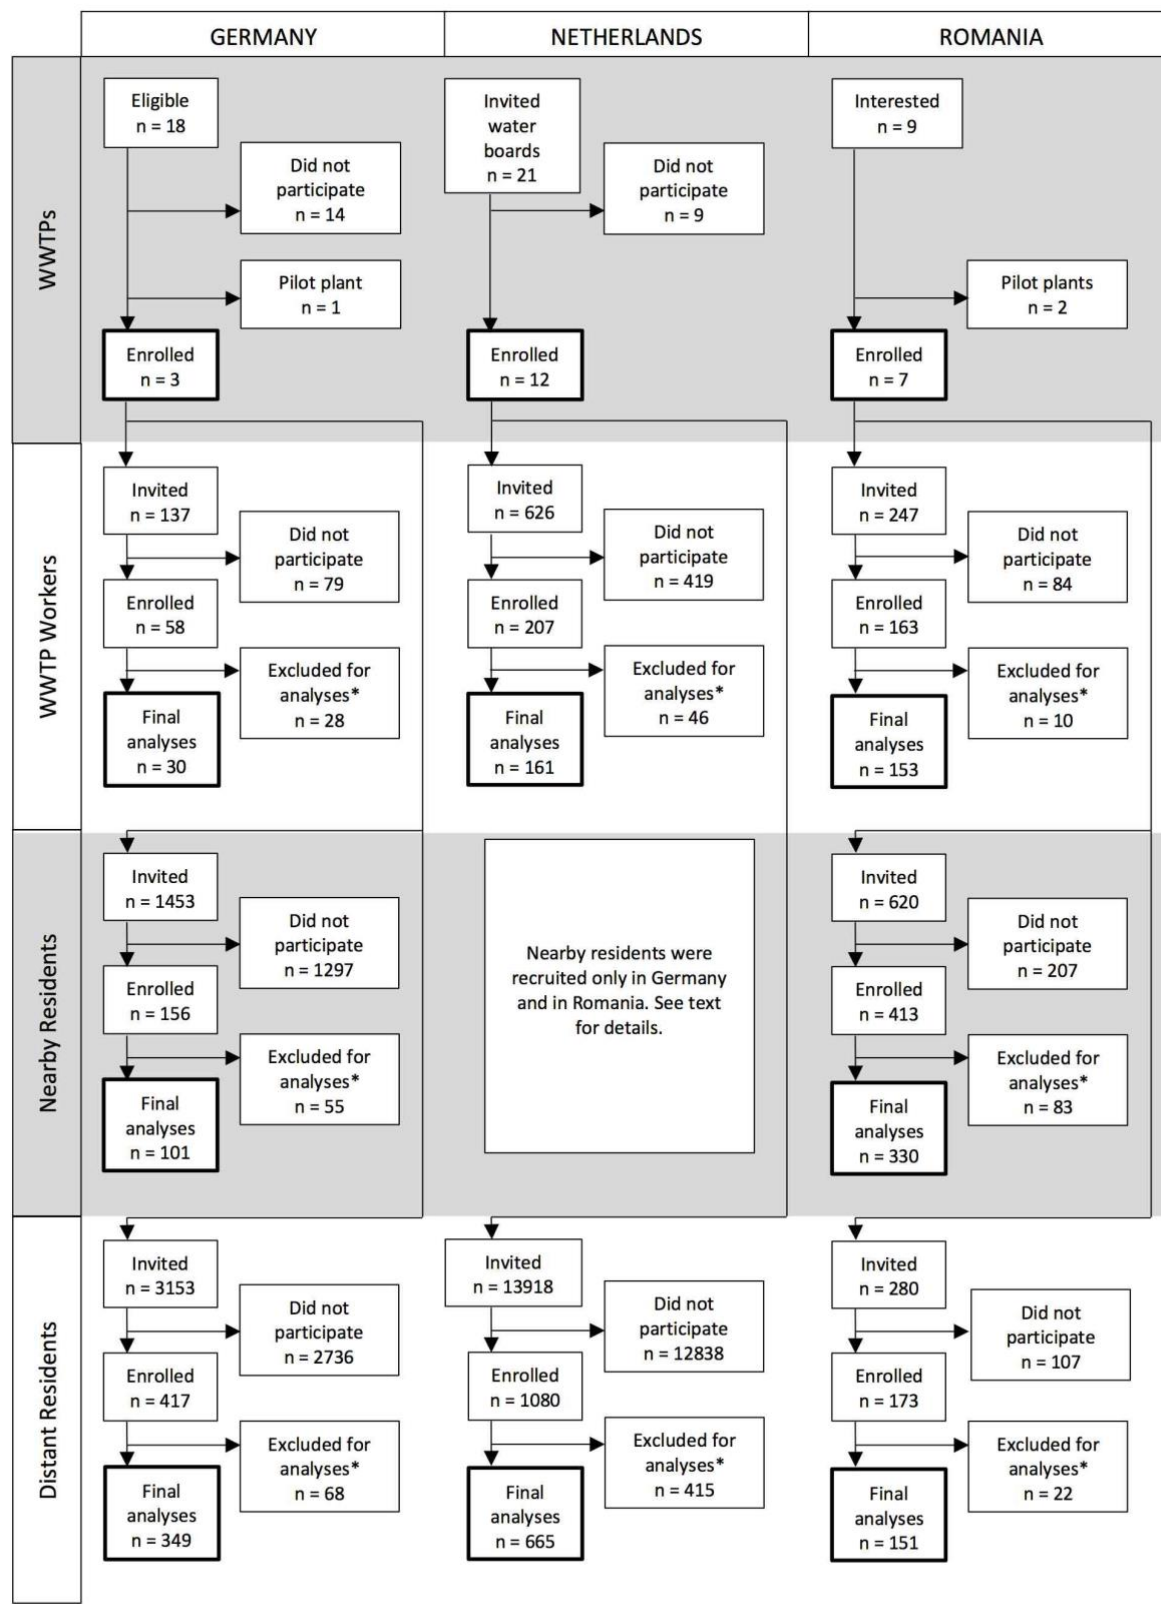 GERMANY
NETHERLANDS
ROMANIA
WWTPs
Eligible
n = 18
Did not
participate
n = 14
Pilot plant
n = 1
Enrolled
n = 3
Invited
water
boards
n = 21
Did not
participate
n = 9
Enrolled
n = 12
Interested
n = 9
Pilot plants
n = 2
Enrolled
n = 7
WWTP Workers
Invited
n = 137
Did not
participate
n = 79
Enrolled
n = 58
Excluded for
analyses*
n = 28
Final
analyses
n = 30
Invited
n = 626
Did not
participate
n = 419
Enrolled
n = 207
Excluded for
analyses*
n = 46
Final
analyses
n = 161
Invited
n = 247
Did not
participate
n = 84
Enrolled
n = 163
Excluded for
analyses*
n = 10
Final
analyses
n = 153
Nearby Residents
Invited
n = 1453
Did not
participate
n = 1297
Enrolled
n = 156
Excluded for
analyses*
n = 55
Final
analyses
n = 101
Nearby residents were
recruited only in Germany
and in Romania. See text
for details.
Invited
n = 620
Did not
participate
n = 207
Enrolled
n = 413
Excluded for
analyses*
n = 83
Final
analyses
n = 330
Distant Residents
Invited
n = 3153
Did not
participate
n = 2736
Enrolled
n = 417
Excluded for
analyses*
n = 68
Final
analyses
n = 349
Invited
n = 13918
Did not
participate
n = 12838
Enrolled
n = 1080
Excluded for
analyses*
n = 415
Final
analyses
n = 665
Invited
n = 280
Did not
participate
n = 107
Enrolled
n = 173
Excluded for
analyses*
n = 22
Final
analyses
n = 151